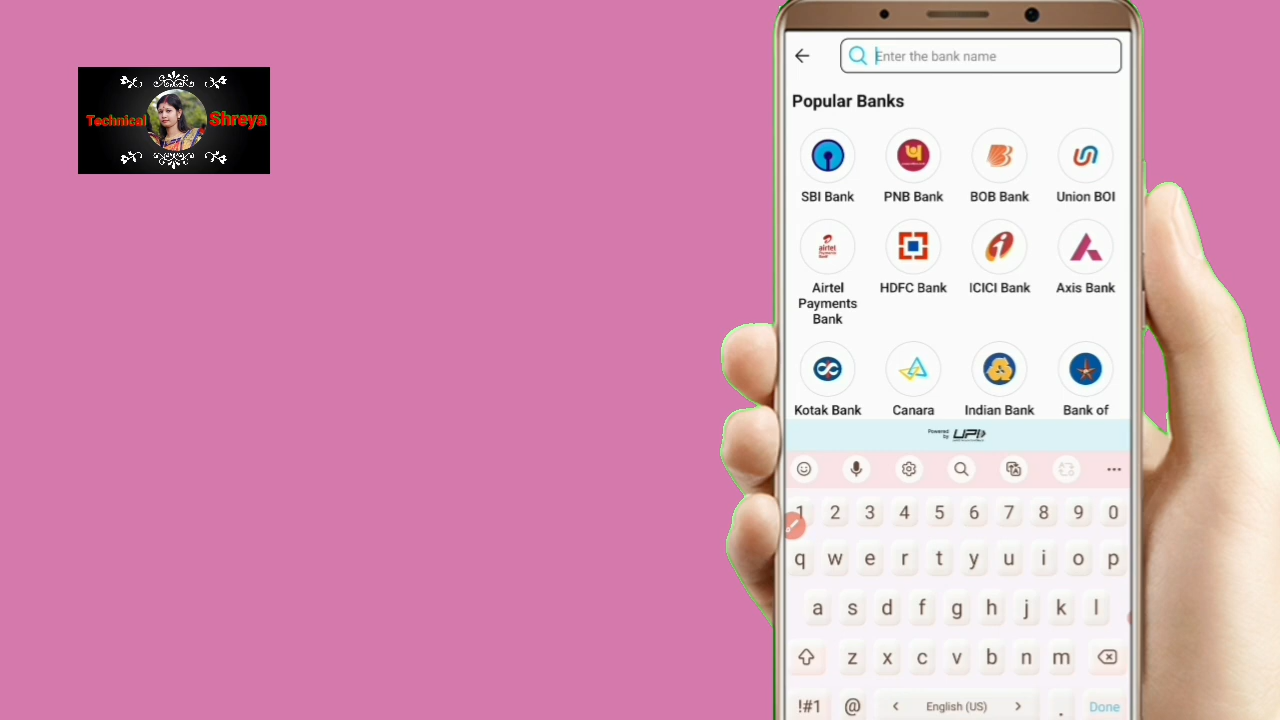 Technical Shreya
Enter the bank name
Popular Banks
SBI Bank
PNB Bank
BOB Bank
Union BOI
Airtel
Payments
Bank
HDFC Bank
ICICI Bank
Axis Bank
Kotak Bank
Canara
Indian Bank
Bank of
Powered
by
UPI
1 2 3 4 5 6 7 8 9 0
q w e r t y u i o p
a s d f g h j k l
z x c v b n m
!#1 @ < English (US) > . Done